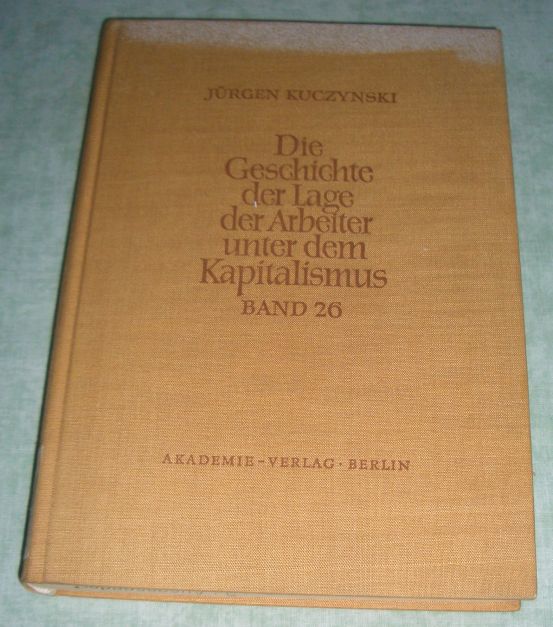 JÜRGEN KUCZYNSKI
Die
Geschichte
der Lage
der Arbeiter
unter dem
Kapitalismus
BAND 26
AKADEMIE-VERLAG · BERLIN